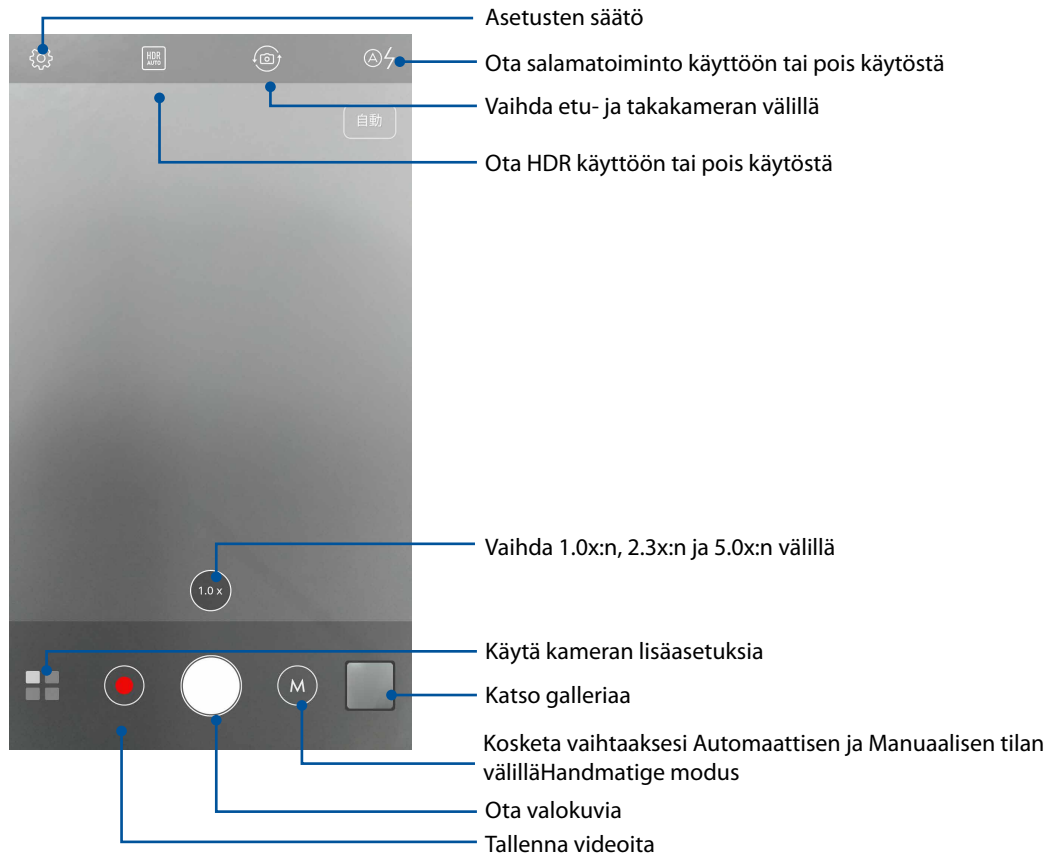 Asetusten säätö
HDR
AUTO
A
Ota salamatoiminto käyttöön tai pois käytöstä
Vaihda etu- ja takakameran välillä
自動
Ota HDR käyttöön tai pois käytöstä
Vaihda 1.0x:n, 2.3x:n ja 5.0x:n välillä
1.0 x
Käytä kameran lisäasetuksia
M
Katso galleriaa
Kosketa vaihtaaksesi Automaattisen ja Manuaalisen tilan
välilläHandmatige modus
Ota valokuvia
Tallenna videoita